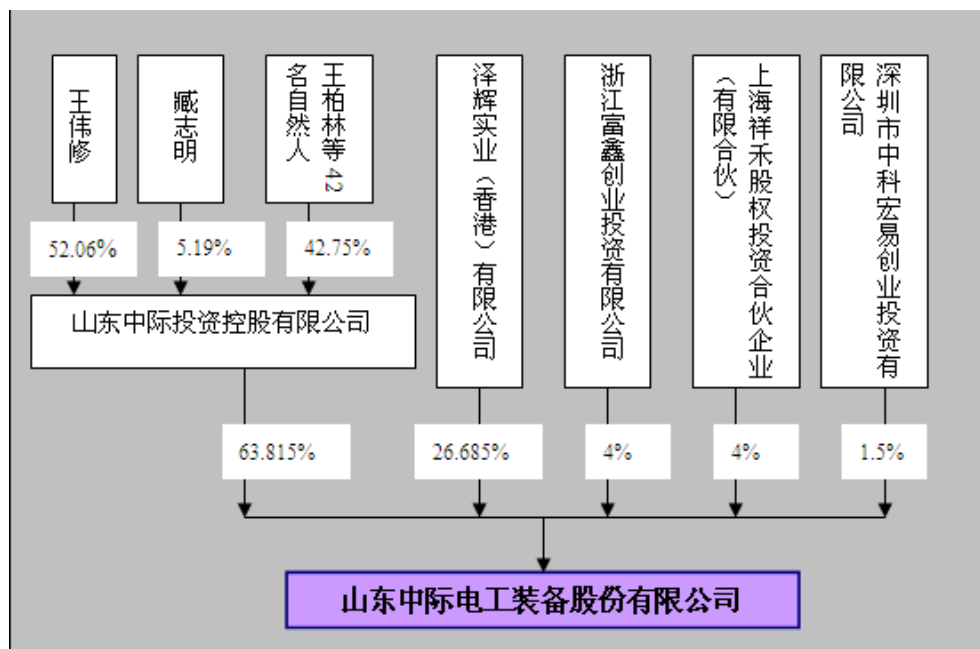 王伟修
臧志明
王柏林等42
名自然人
泽辉实业（香港）有限公司
浙江富鑫创业投资有限公司
上海祥禾股权投资合伙企业
（有限合伙）
深圳市中科宏易创业投资有
限公司
52.06%
5.19%
42.75%
山东中际投资控股有限公司
63.815%
26.685%
4%
4%
1.5%
山东中际电工装备股份有限公司